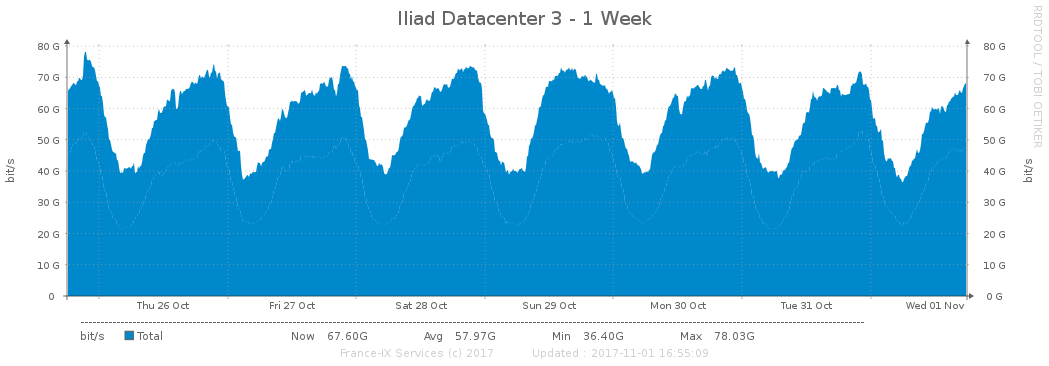 Iliad Datacenter 3 - 1 Week
RRDTOOL / TOBI OETIKER
bit/s
80 G
70 G
60 G
50 G
40 G
30 G
20 G
10 G
0
80 G
70 G
60 G
50 G
40 G
30 G
20 G
10 G
0 G
bit/s
Thu 26 Oct Fri 27 Oct Sat 28 Oct Sun 29 Oct Mon 30 Oct Tue 31 Oct Wed 01 Nov
bit/s Total Now 67.60G Avg 57.97G Min 36.40G Max 78.03G
France-IX Services (c) 2017 Updated : 2017-11-01 16:55:09